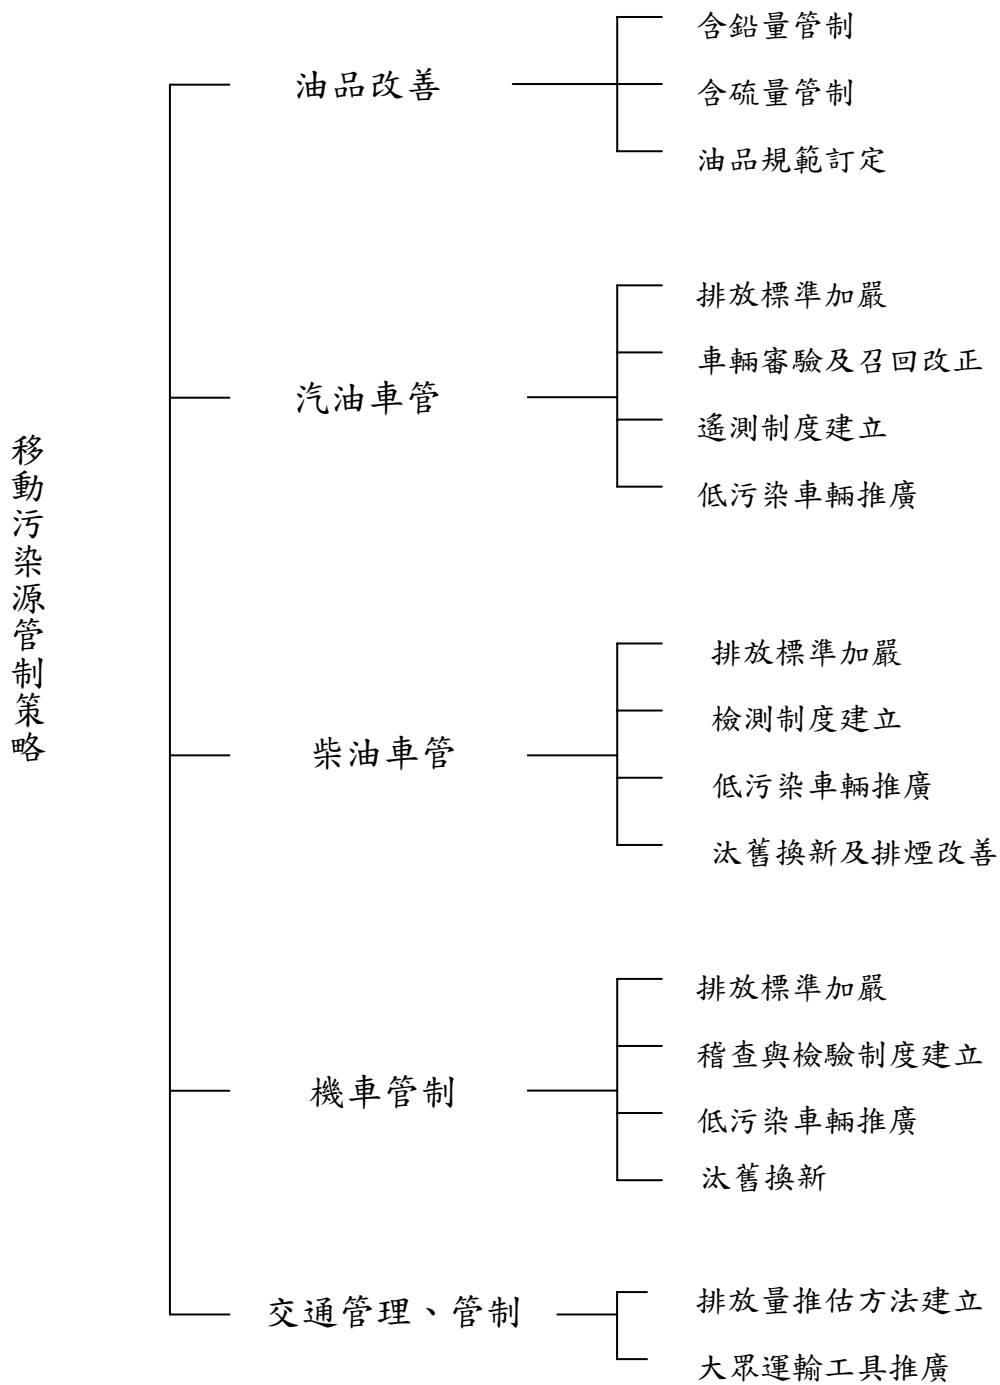 移動污染源管制策略
油品改善
含鉛量管制
含硫量管制
油品規範訂定
汽油車管
排放標準加嚴
車輛審驗及召回改正
遙測制度建立
低污染車輛推廣
柴油車管
排放標準加嚴
檢測制度建立
低污染車輛推廣
汰舊換新及排煙改善
機車管制
排放標準加嚴
稽查與檢驗制度建立
低污染車輛推廣
汰舊換新
交通管理、管制
排放量推估方法建立
大眾運輸工具推廣